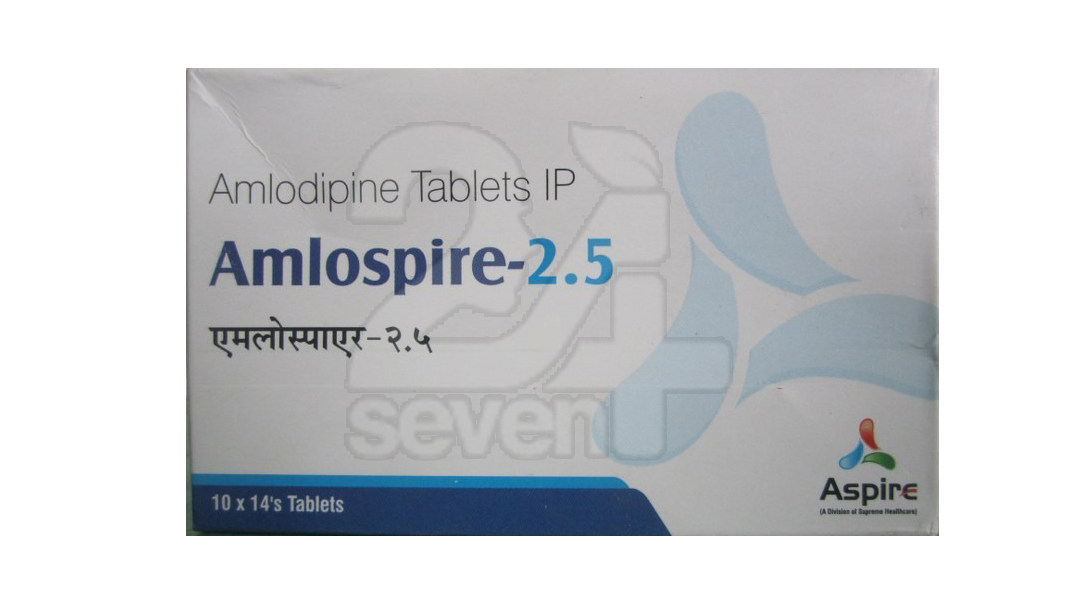 Amlodipine Tablets IP
Amlospire-2.5
एमलोस्पाएर-२.५
24
seven
10 x 14's Tablets
Aspire
(A Division of Supreme Healthcare)